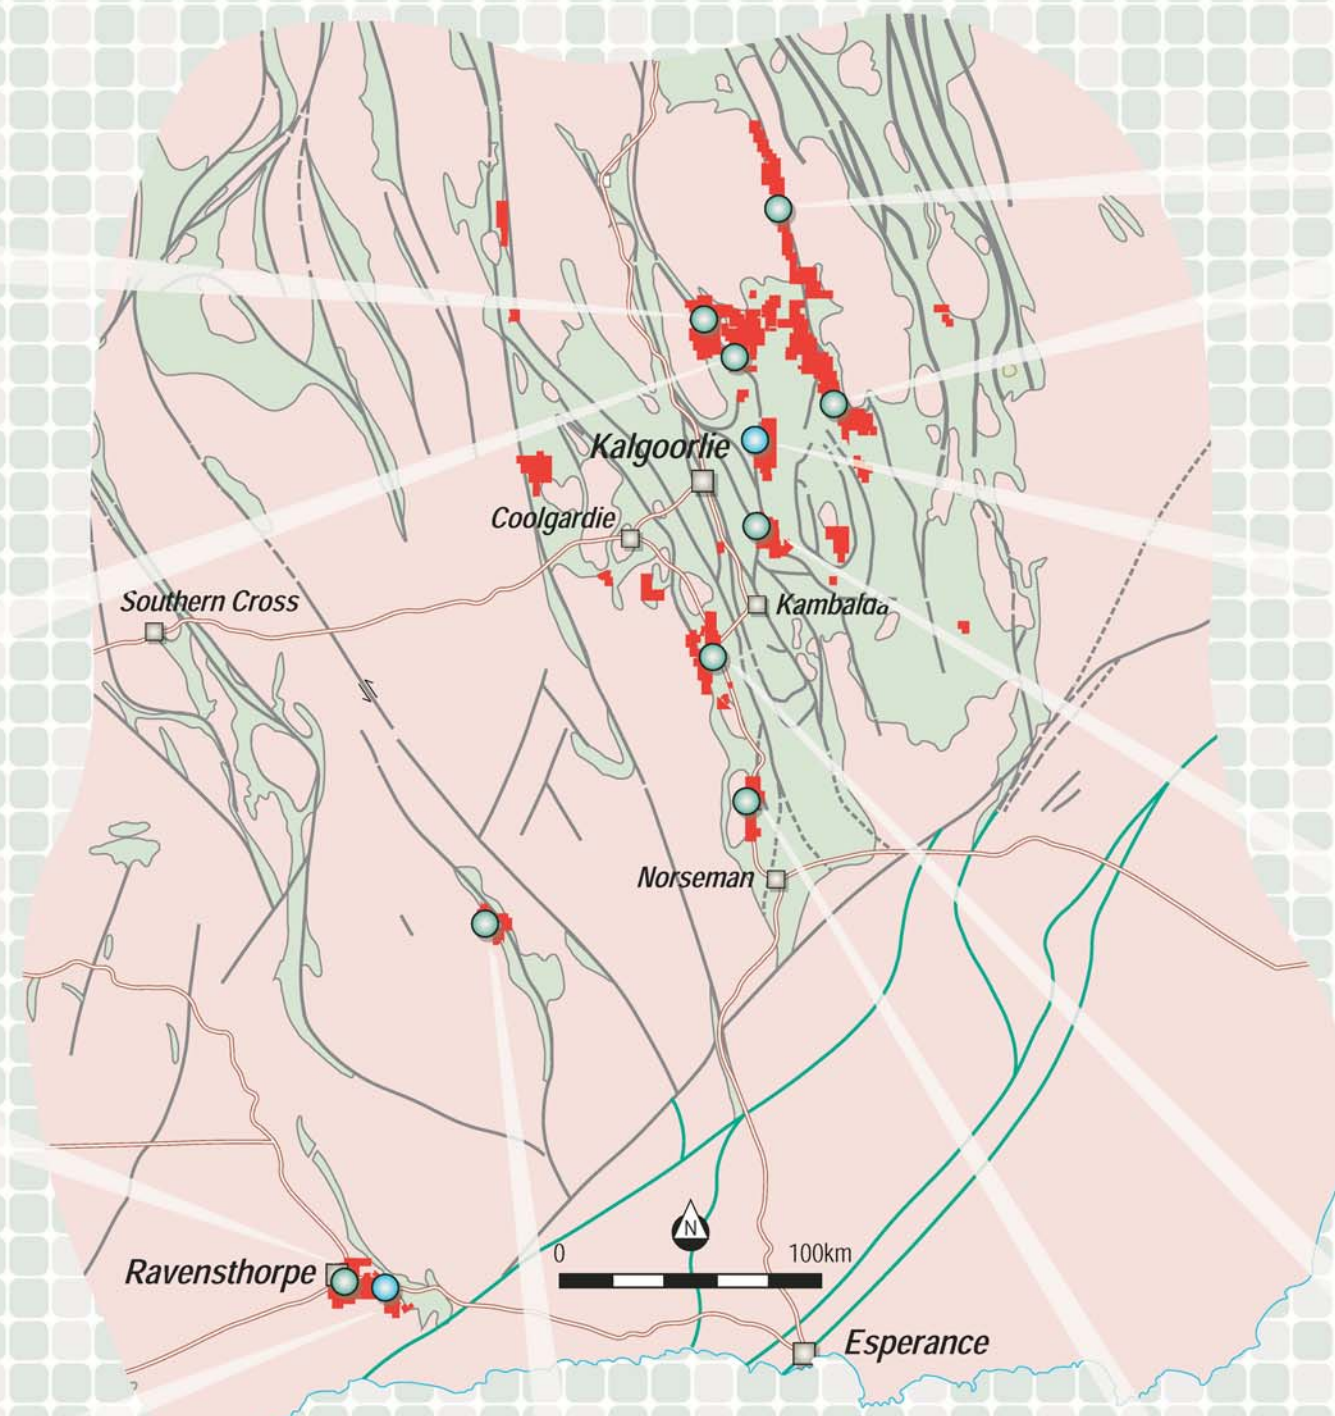 Kalgoorlie
Coolgardie
Southern Cross
Kambalda
Norseman
N
0 100km
Ravensthorpe
Esperance